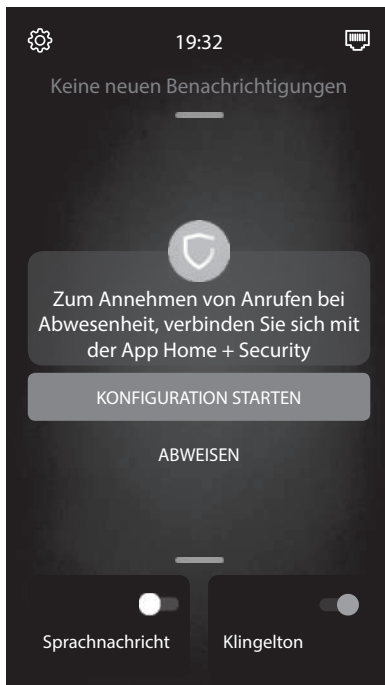 19:32
Keine neuen Benachrichtigungen
Zum Annehmen von Anrufen bei
Abwesenheit, verbinden Sie sich mit
der App Home + Security
KONFIGURATION STARTEN
ABWEISEN
Sprachnachricht
Klingelton